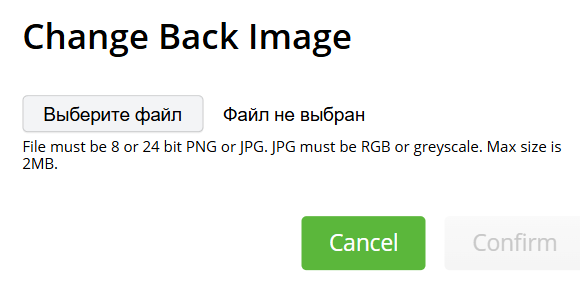 Change Back Image
Выберите файл Файл не выбран
File must be 8 or 24 bit PNG or JPG. JPG must be RGB or greyscale. Max size is
2MB.
Cancel Confirm